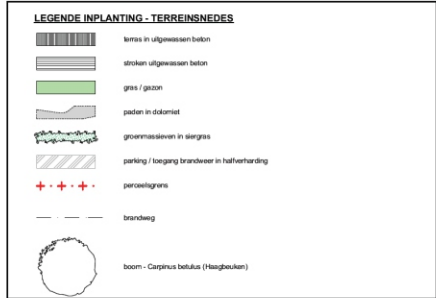 LEGENDE INPLANTING - TERREINSNEDES
terras in uitgewassen beton
stroken uitgewassen beton
gras / gazon
paden in dolomiet
groenmassieven in siergras
parking / toegang brandweer in halfverharding
perceelsgrens
brandweg
boom - Carpinus betulus (Haagbeuken)